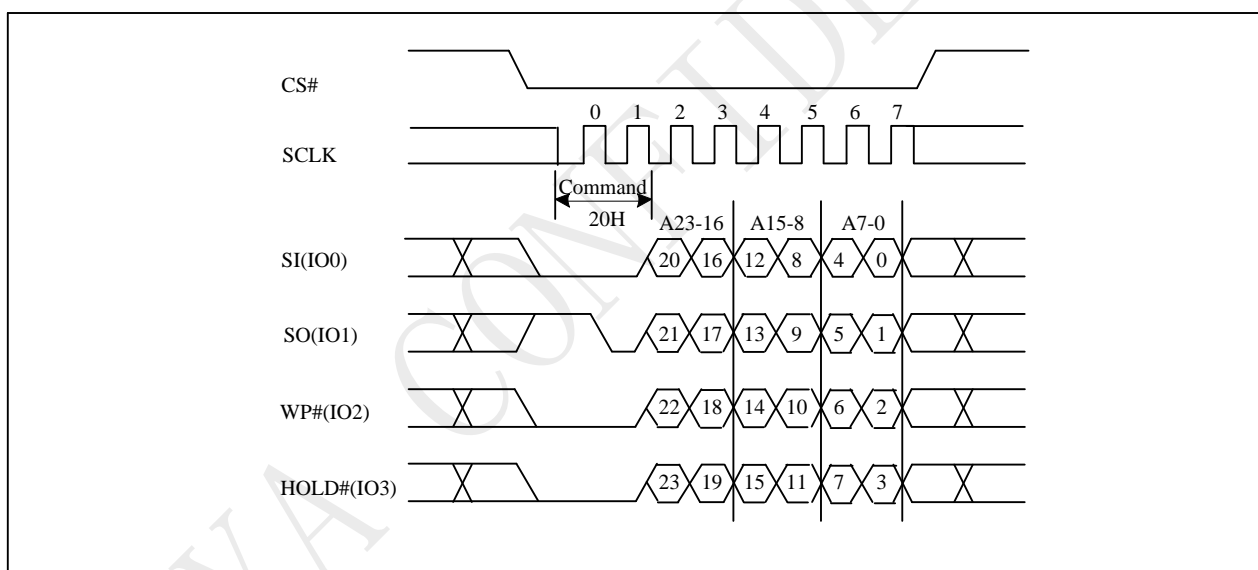 CS#
0 1 2 3 4 5 6 7
SCLK
Command
20H
A23-16 A15-8 A7-0
SI(IO0) 20 16 12 8 4 0
SO(IO1) 21 17 13 9 5 1
WP#(IO2) 22 18 14 10 6 2
HOLD#(IO3) 23 19 15 11 7 3